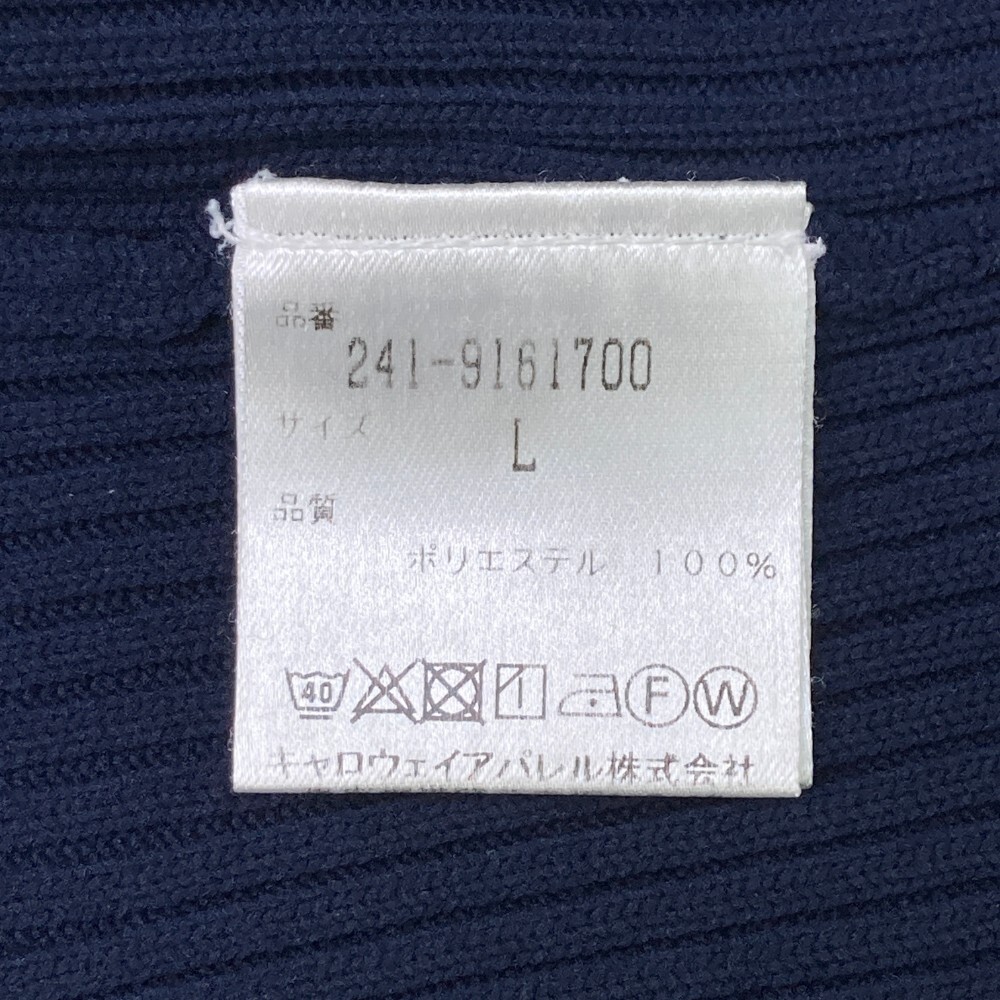 品番
241-9161700
サイズ
L
品質
ポリエステル 100%
40 F W
キャロウェイアパレル株式会社